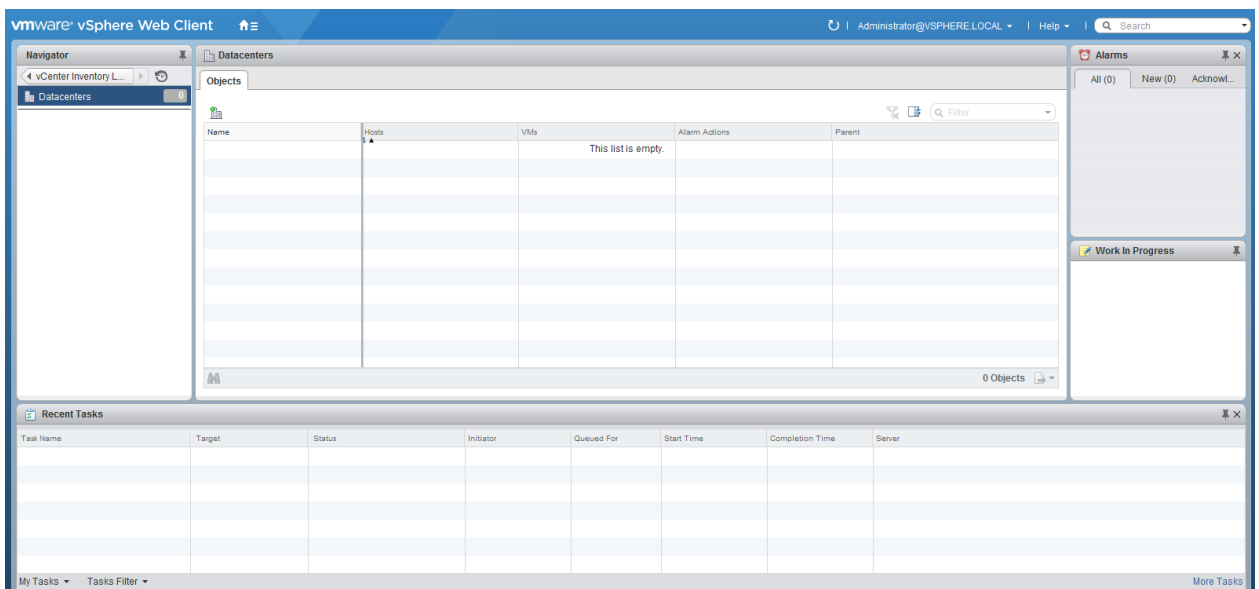 vmware® vSphere Web Client
Administrator@VSPHERE.LOCAL | Help | Search
Navigator
vCenter Inventory L...
Datacenters 0
Datacenters
Objects
Filter
Name Hosts VMs Alarm Actions Parent
1
This list is empty.
0 Objects
Alarms
All (0) New (0) Acknowl...
Work In Progress
Recent Tasks
Task Name Target Status Initiator Queued For Start Time Completion Time Server
My Tasks Tasks Filter More Tasks